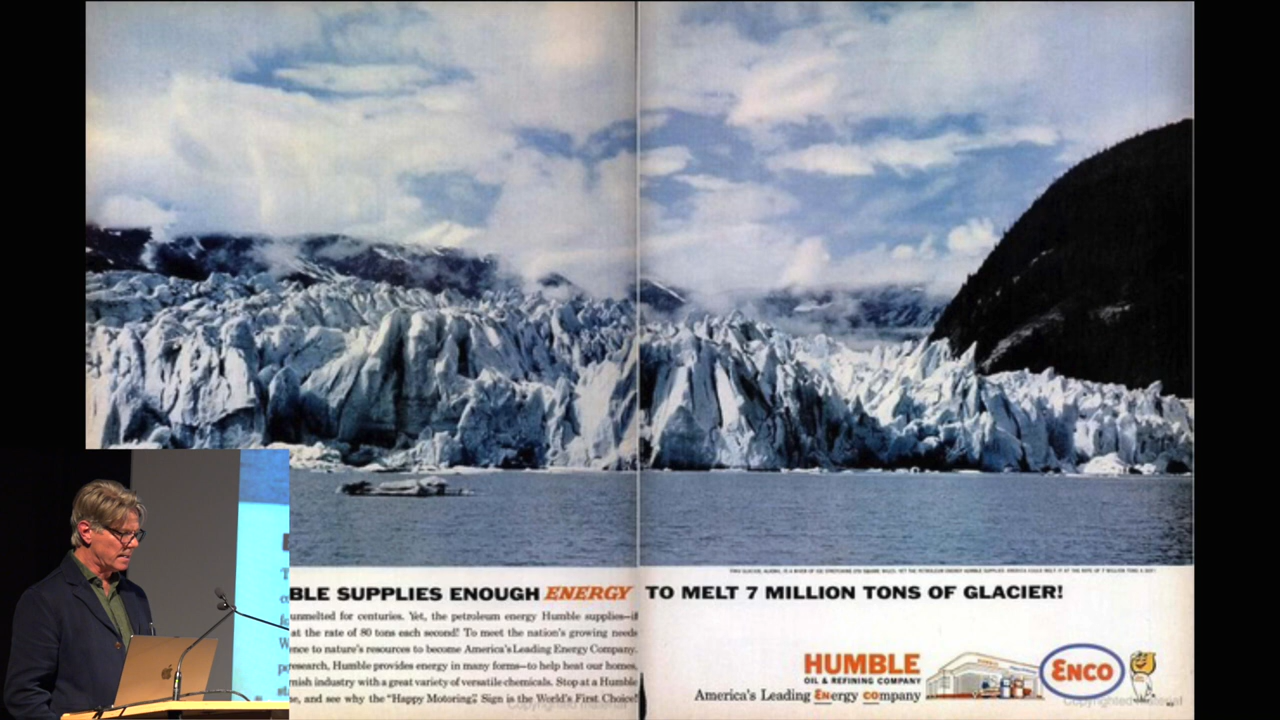 BLE SUPPLIES ENOUGH ENERGY TO MELT 7 MILLION TONS OF GLACIER!
unmelted for centuries. Yet, the petroleum energy Humble supplies—if
at the rate of 80 tons each second! To meet the nation's growing needs
ence to nature's resources to become America's Leading Energy Company.
research, Humble provides energy in many forms—to help heat our homes,
rnish industry with a great variety of versatile chemicals. Stop at a Humble
e, and see why the "Happy Motoring" Sign is the World's First Choice!
HUMBLE
OIL & REFINING COMPANY
America's Leading ENergy COmpany
ENCO
Copyrighted material
Copyrighted material